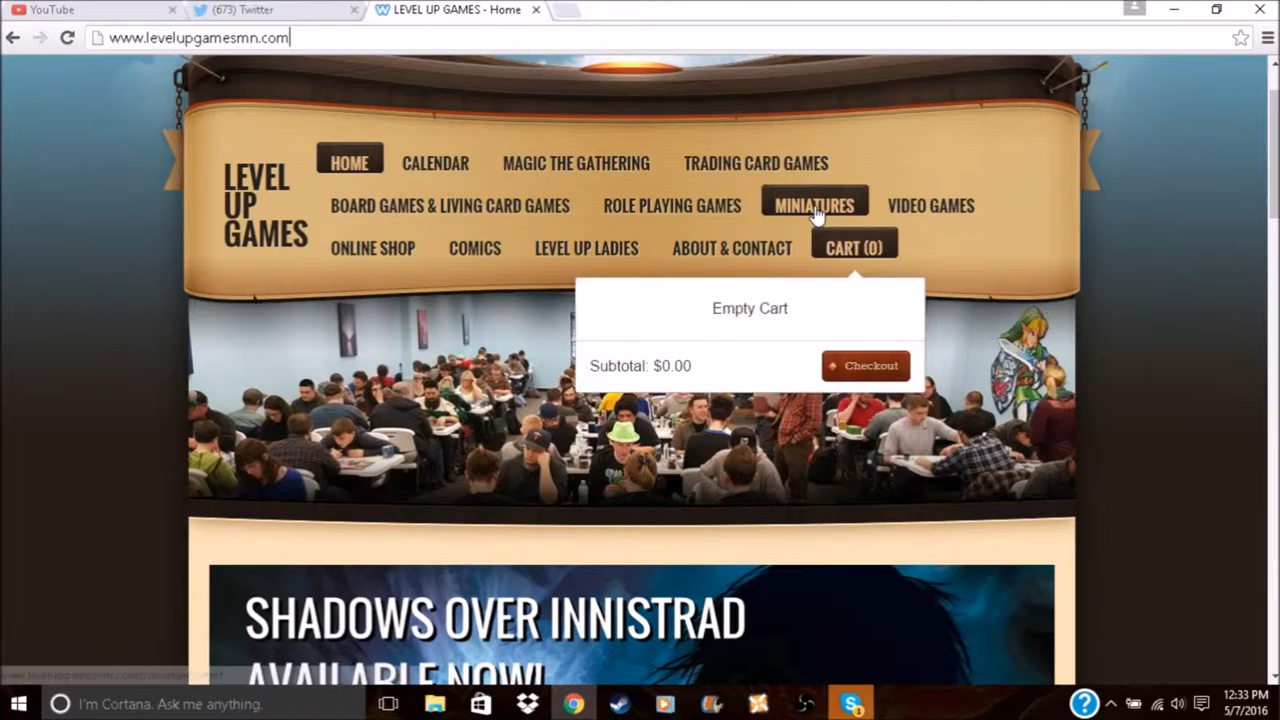 YouTube
(673) Twitter
LEVEL UP GAMES - Home
www.levelupgamesmn.com
LEVEL
UP
GAMES
HOME
CALENDAR
MAGIC THE GATHERING
TRADING CARD GAMES
BOARD GAMES & LIVING CARD GAMES
ROLE PLAYING GAMES
MINIATURES
VIDEO GAMES
ONLINE SHOP
COMICS
LEVEL UP LADIES
ABOUT & CONTACT
CART (0)
Empty Cart
Subtotal: $0.00
Checkout
SHADOWS OVER INNISTRAD
AVAILABLE NOW!
I'm Cortana. Ask me anything.
1
12:33 PM
5/7/2016